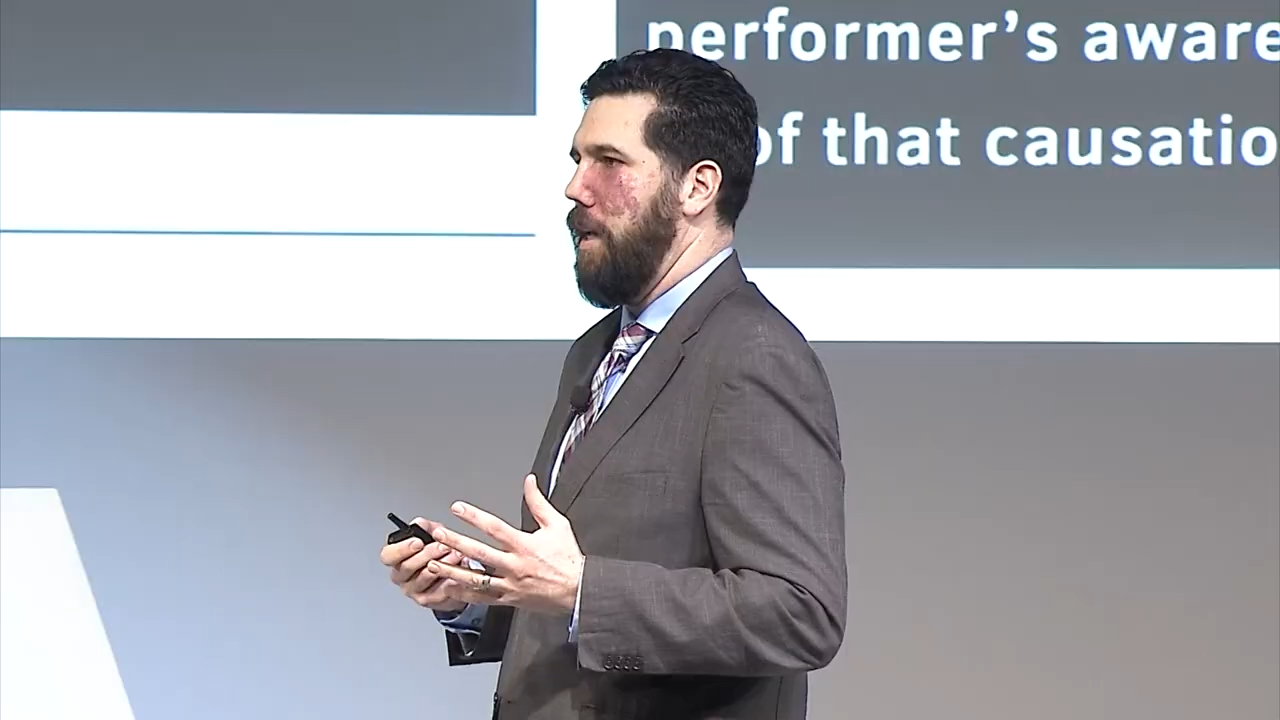 performer’s aware
of that causatio